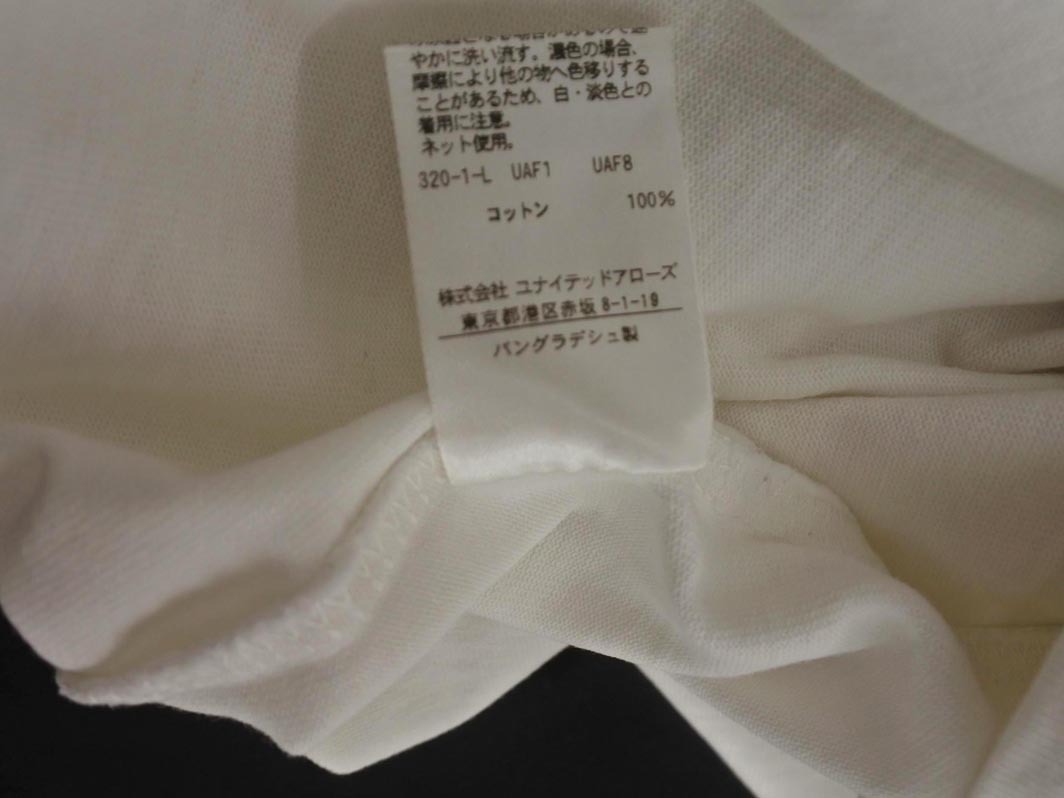 やかに洗い流す。濃色の場合、
摩擦により他の物へ色移りする
ことがあるため、白・淡色との
着用に注意。
ネット使用。
320-1-L UAF1 UAF8
コットン 100%
株式会社 ユナイテッドアローズ
東京都港区赤坂 8-1-19
バングラデシュ製